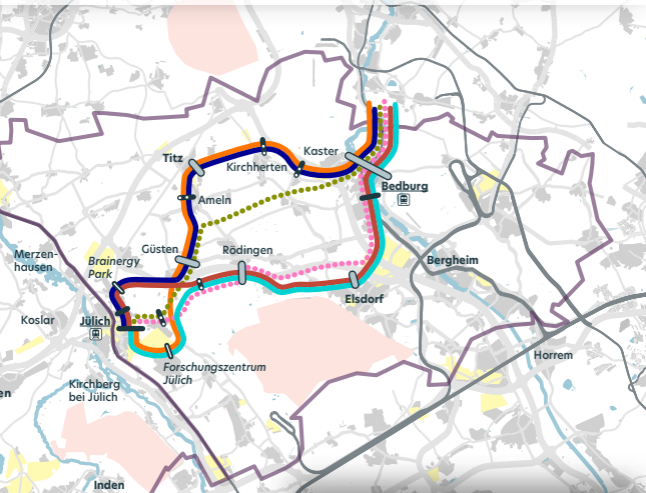 Kaster
Titz
Kirchherten
Bedburg
Ameln
Güsten
Rödingen
Merzen-
hausen
Brainergy
Park
Bergheim
Elsdorf
Koslar
Jülich
Horrem
Forschungszentrum
Jülich
Kirchberg
bei Jülich
en
Inden